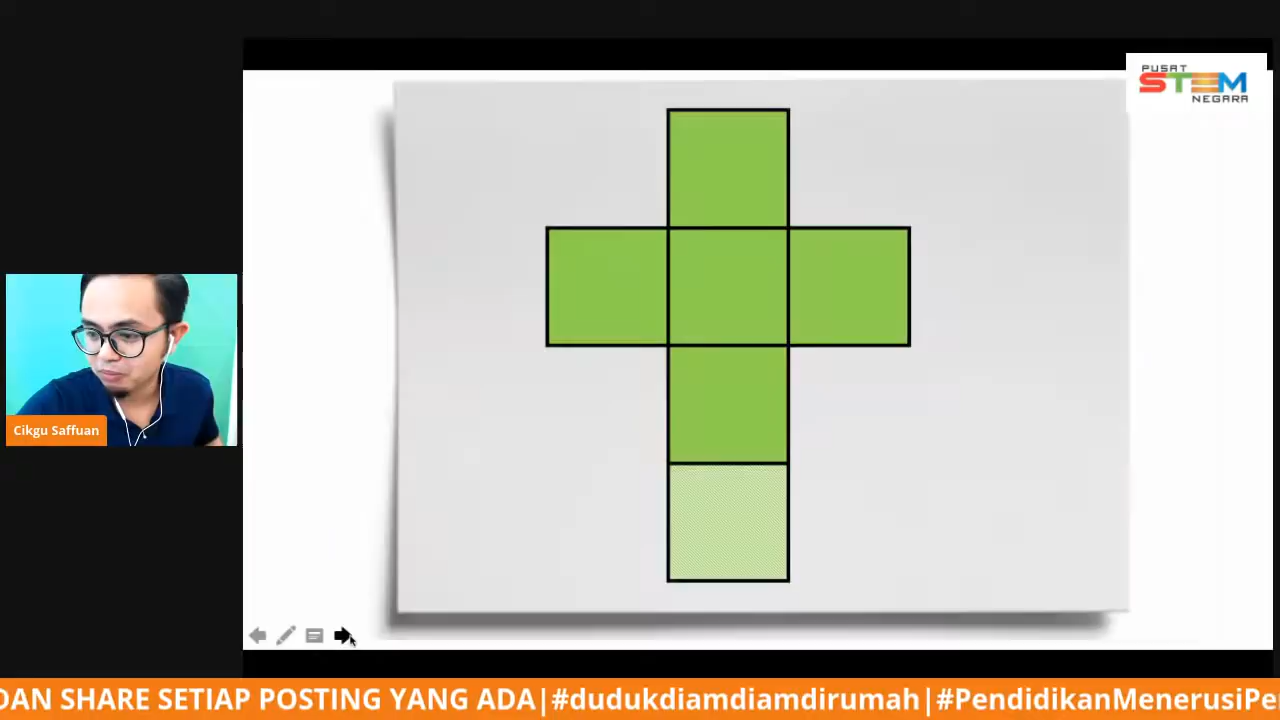 PUSAT
STEM
NEGARA
Cikgu Saffuan
DAN SHARE SETIAP POSTING YANG ADA|#dudukdiamdiamdirumah|#PendidikanMenerusiPe